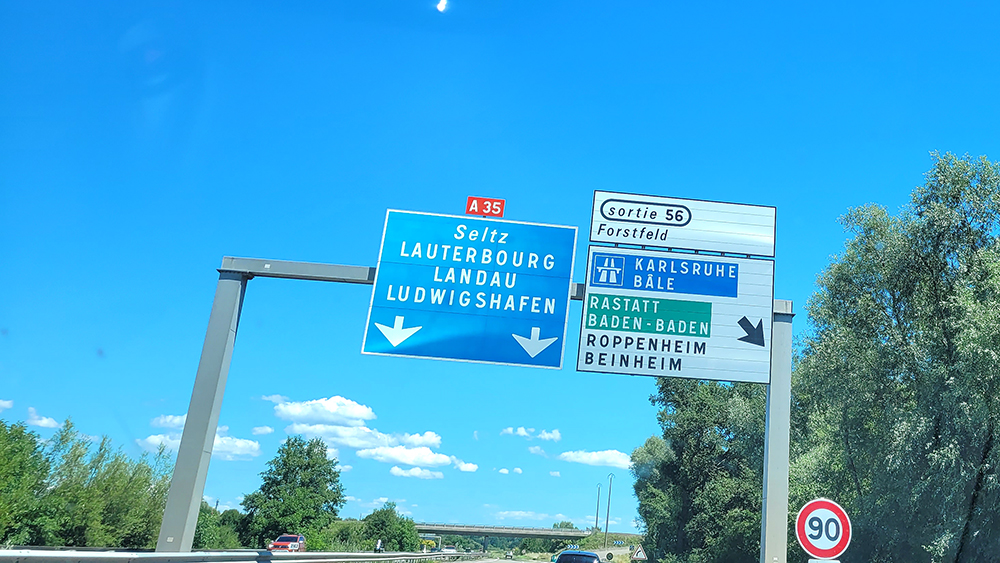 A 35
Seltz
LAUTERBOURG
LANDAU
LUDWIGSHAFEN
sortie 56
Forstfeld
KARLSRUHE
BÂLE
RASTATT
BADEN-BADEN
ROPPENHEIM
BEINHEIM
90